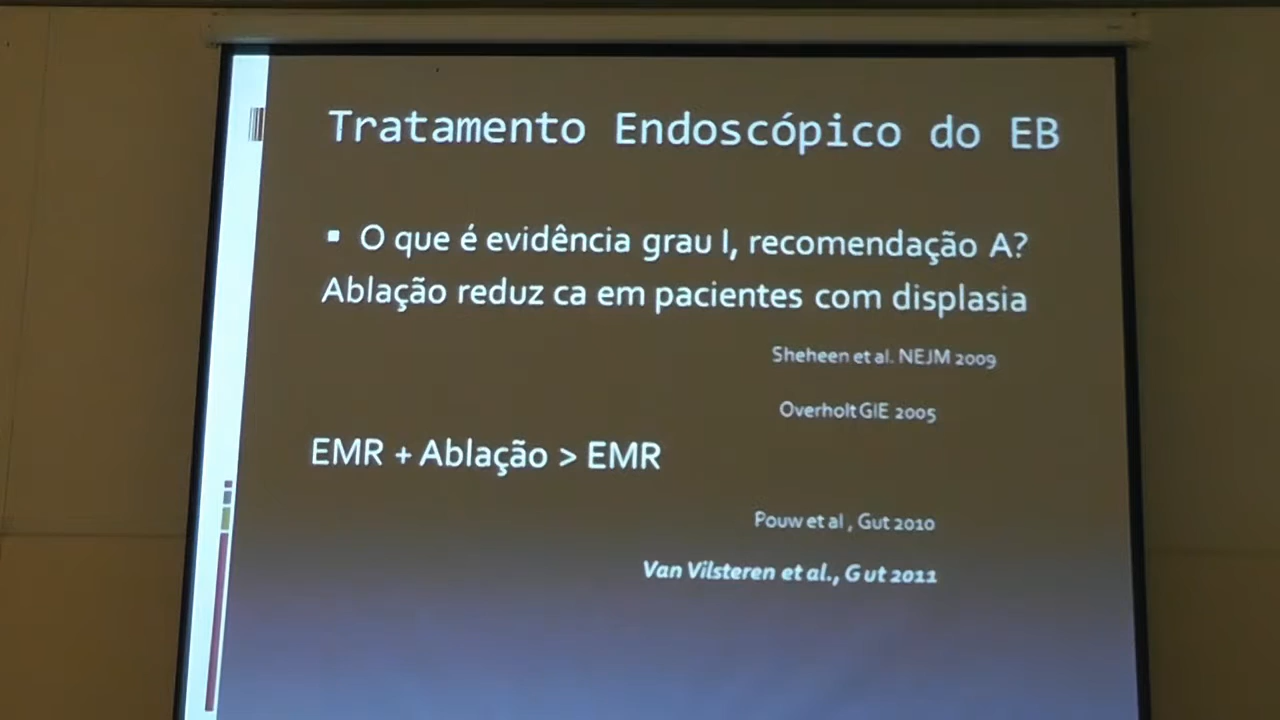 Tratamento Endoscópico do EB
▪ O que é evidência grau I, recomendação A?
Ablação reduz ca em pacientes com displasia
Sheheen et al. NEJM 2009
Overholt GIE 2005
EMR + Ablação > EMR
Pouw et al , Gut 2010
Van Vilsteren et al., Gut 2011